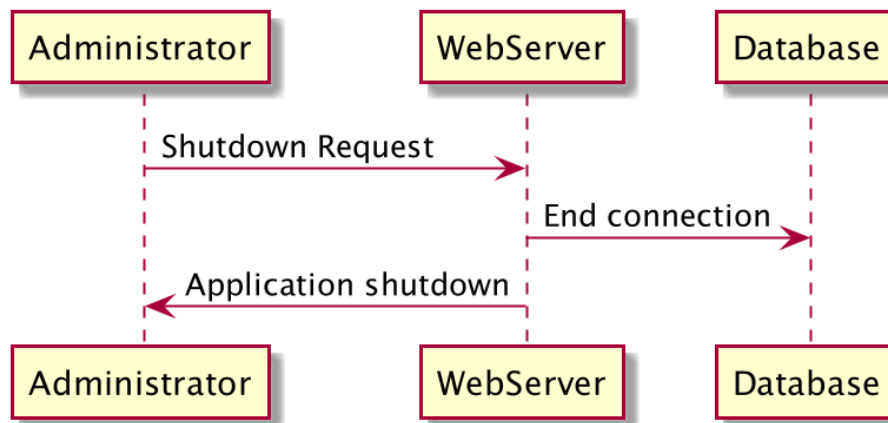 Administrator
WebServer
Database
Shutdown Request
End connection
Application shutdown
Administrator
WebServer
Database